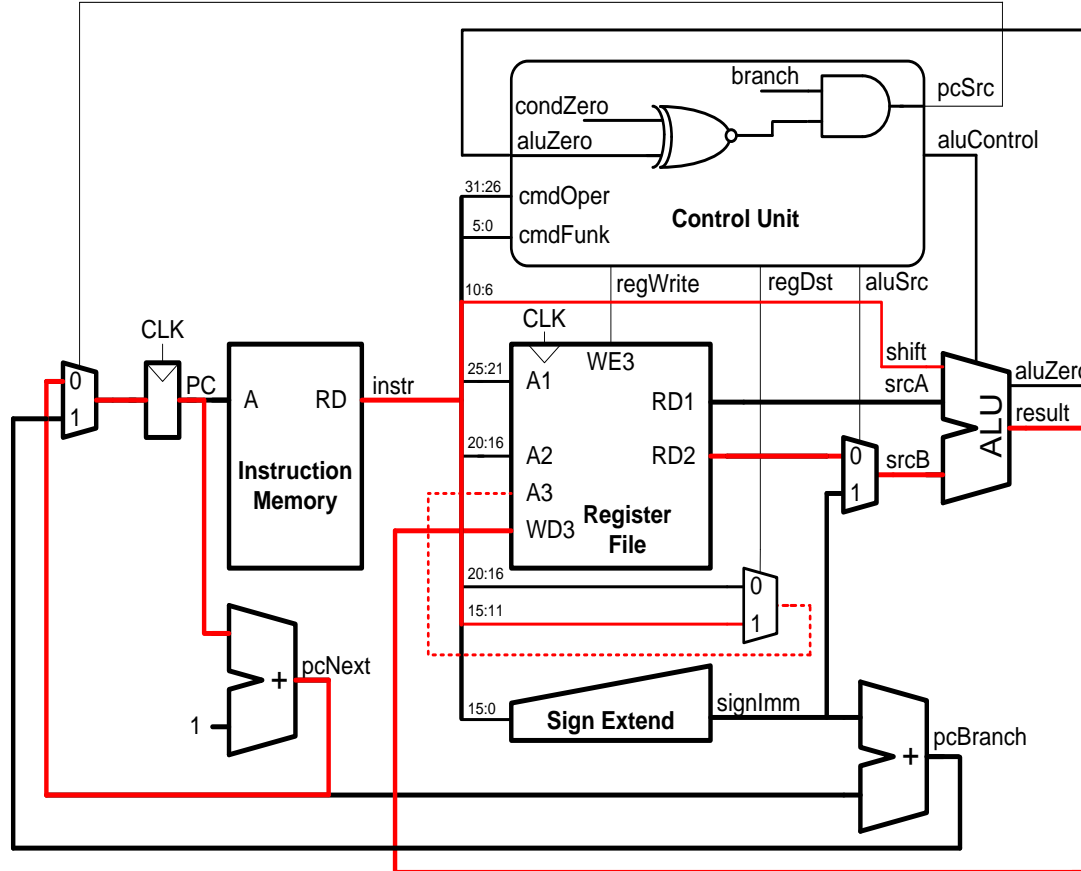 branch
pcSrc
condZero
aluZero
aluControl
31:26
cmdOper
Control Unit
5:0
cmdFunk
regWrite
regDst
aluSrc
10:6
CLK
CLK
shift
WE3
0
PC
A
RD
instr
25:21
A1
RD1
srcA
aluZero
1
result
ALU
Instruction
Memory
20:16
A2
RD2
0
srcB
A3
1
WD3
Register
File
20:16
0
15:11
1
pcNext
+
1
15:0
Sign Extend
signImm
pcBranch
+